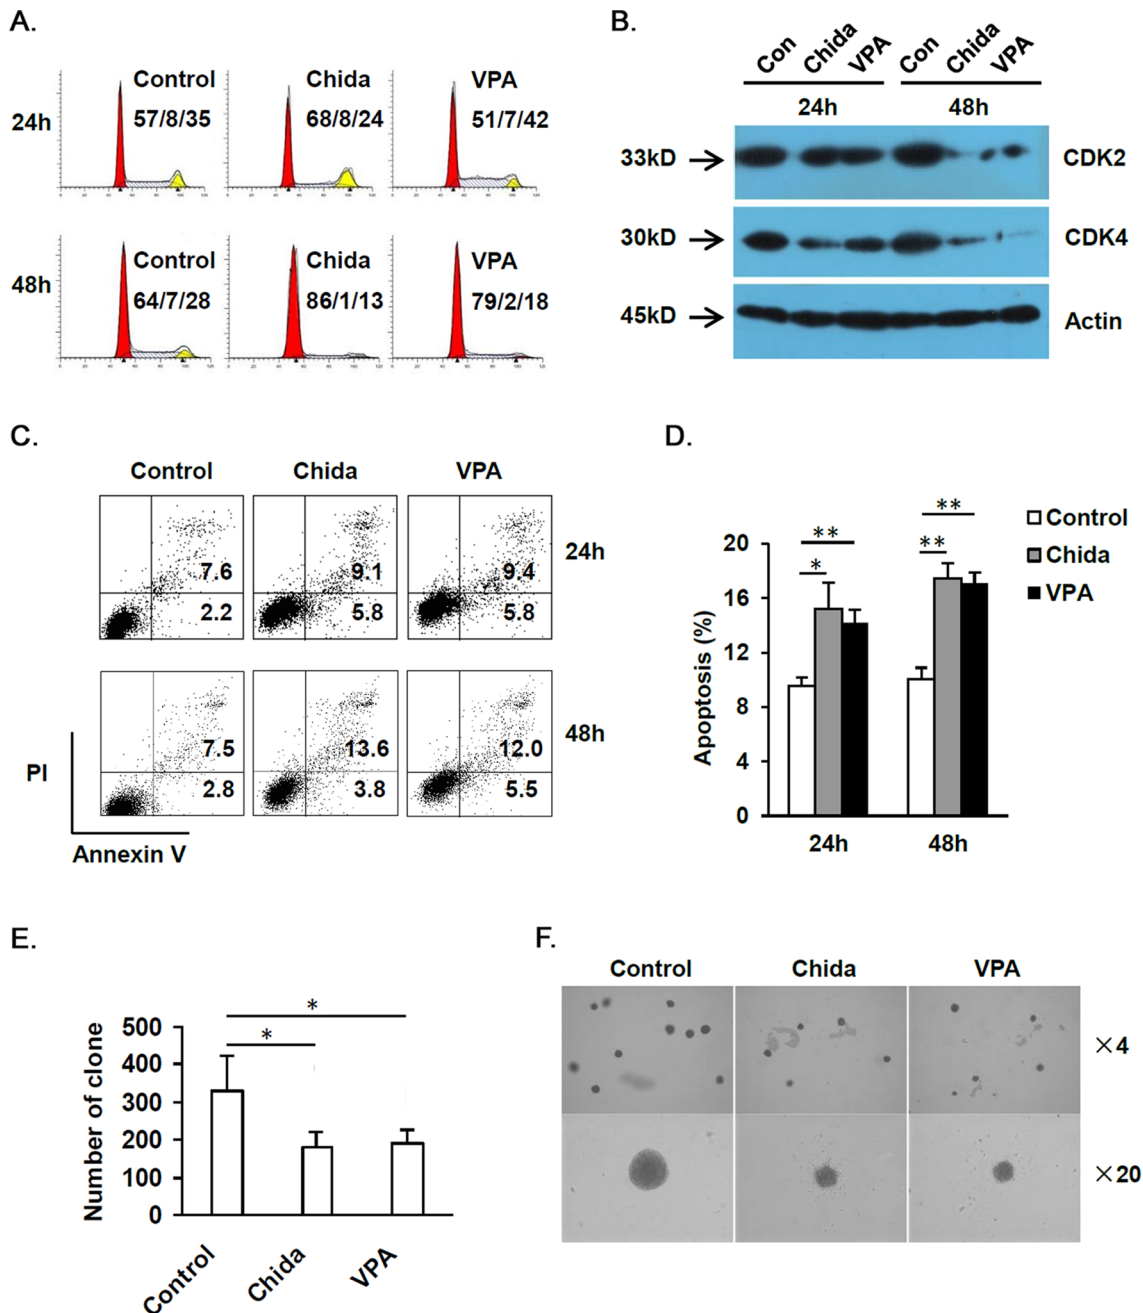 A.
Control
57/8/35
Chida
68/8/24
VPA
51/7/42
24h
Control
64/7/28
Chida
86/1/13
VPA
79/2/18
48h
B.
Con Chida VPA Con Chida VPA
24h 48h
33kD CDK2
30kD CDK4
45kD Actin
C.
Control Chida VPA
7.6 9.1 9.4
2.2 5.8 5.8
24h
7.5 13.6 12.0
2.8 3.8 5.5
48h
PI
Annexin V
D.
Control
Chida
VPA
** ** * **
20
16
12
8
4
0
Apoptosis (%)
24h 48h
E.
*
*
500
400
300
200
100
0
Number of clone
Control Chida VPA
F.
Control Chida VPA
×4
×20